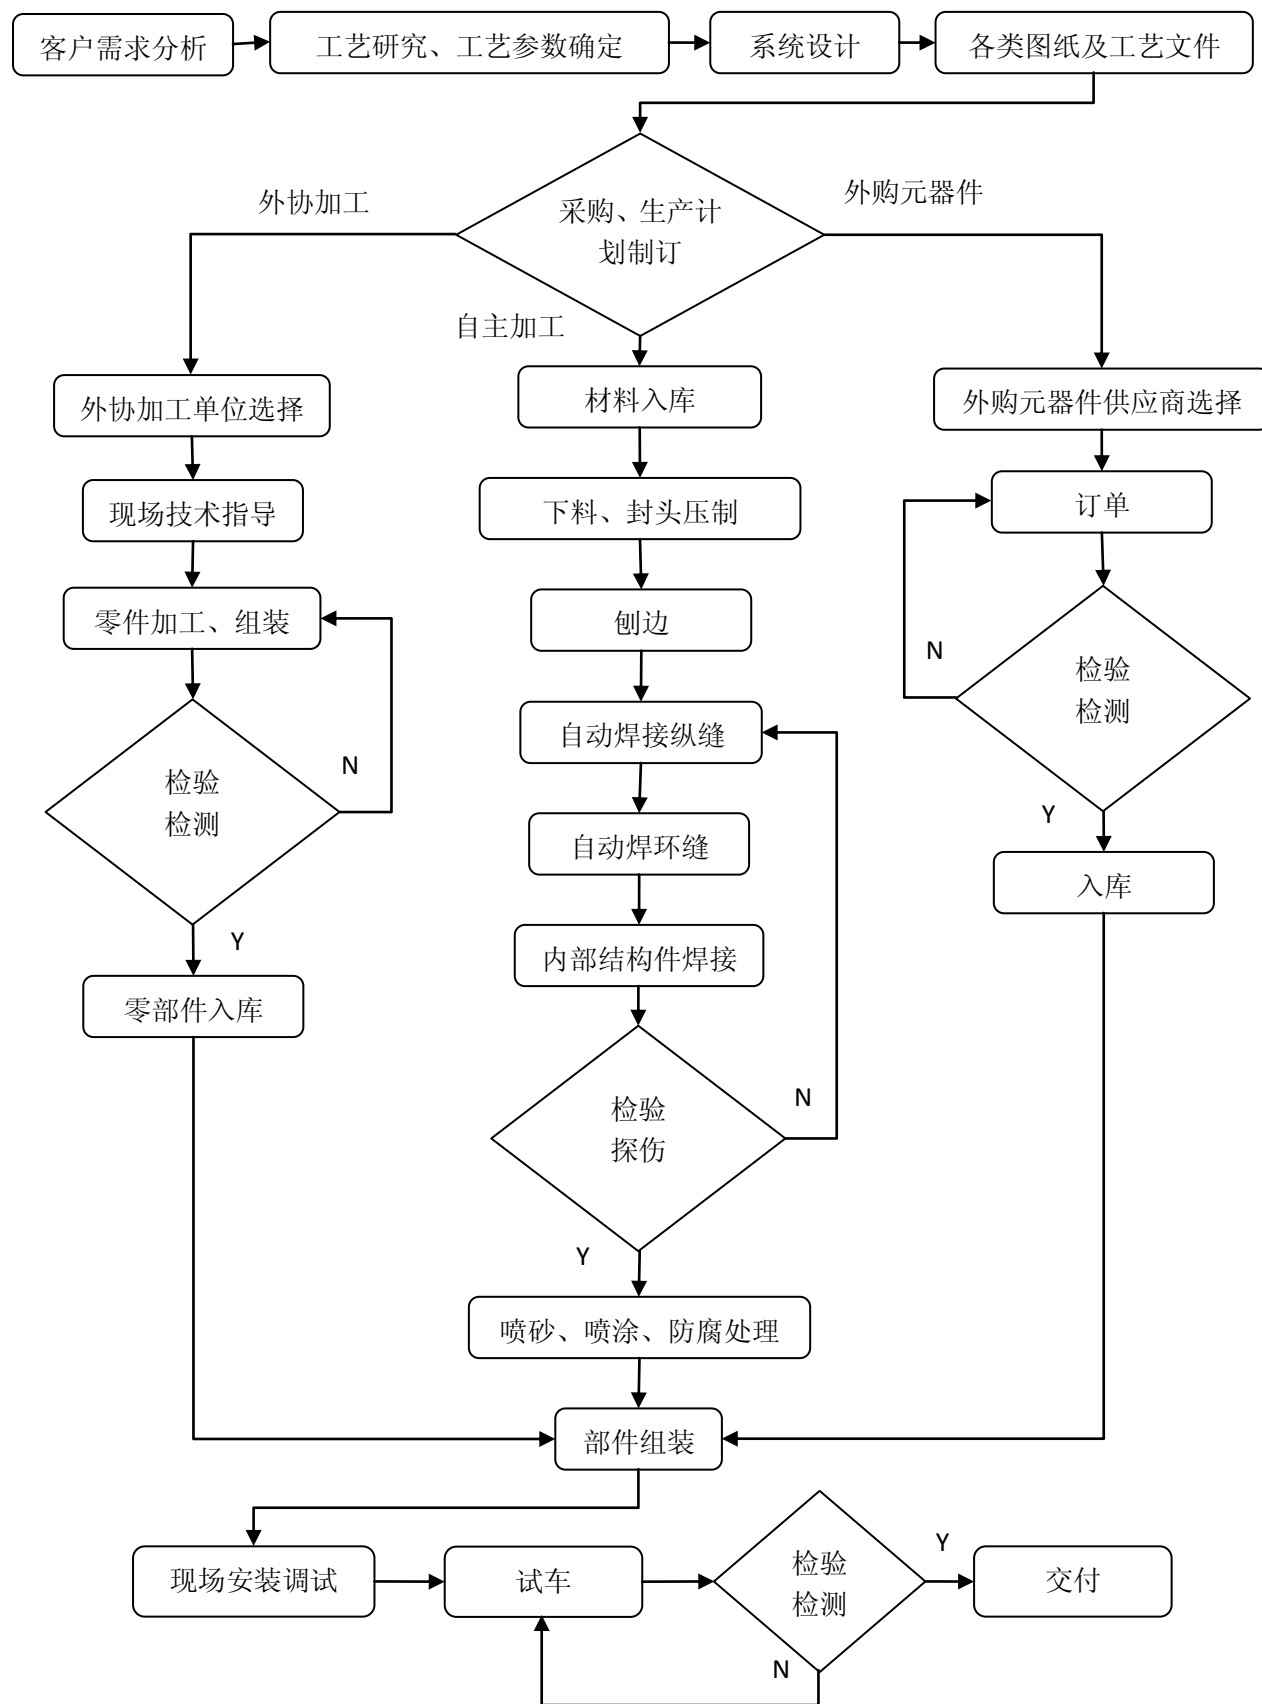 客户需求分析
工艺研究、工艺参数确定
系统设计
各类图纸及工艺文件
外协加工
采购、生产计
划制订
外购元器件
自主加工
外协加工单位选择
材料入库
外购元器件供应商选择
现场技术指导
下料、封头压制
订单
零件加工、组装
刨边
N
检验
检测
自动焊接纵缝
N
检验
检测
Y
自动焊环缝
入库
Y
内部结构件焊接
零部件入库
检验
探伤
N
Y
喷砂、喷涂、防腐处理
部件组装
现场安装调试
试车
检验
检测
Y
交付
N